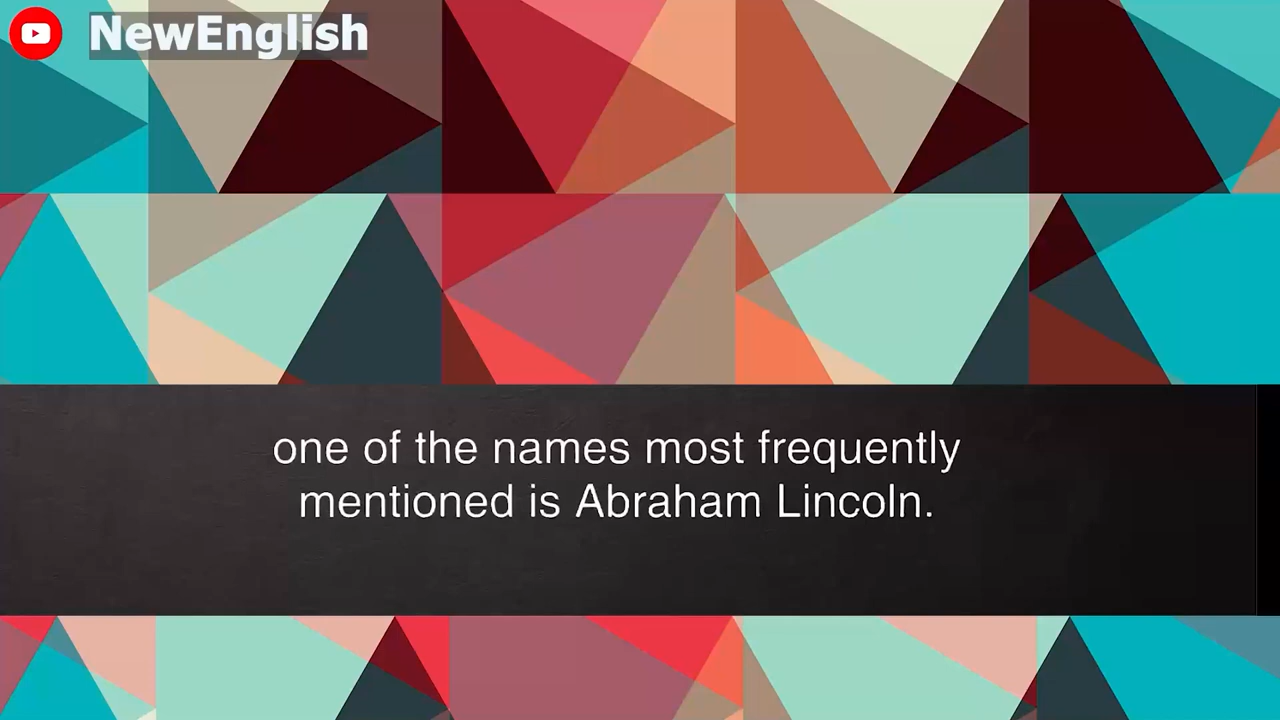 NewEnglish
one of the names most frequently
mentioned is Abraham Lincoln.